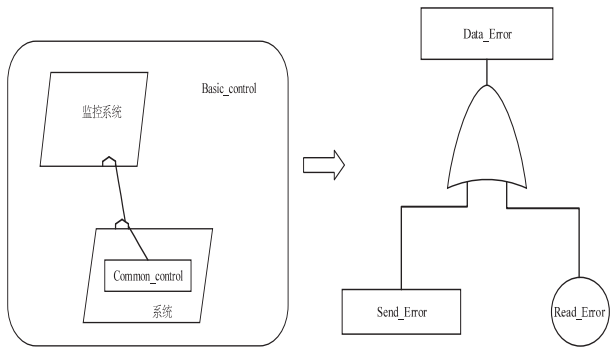 Basic_control
监控系统
Common_control
系统
Data_Error
Send_Error
Read_Error